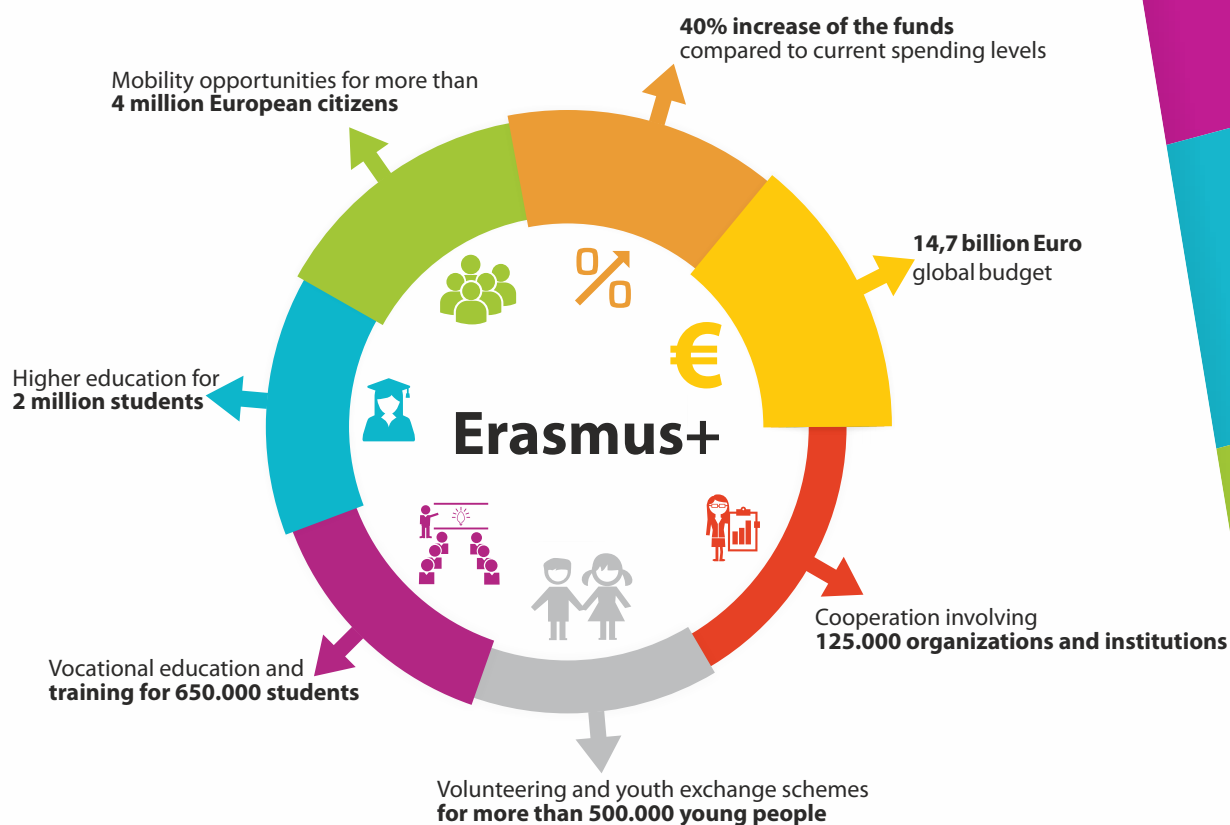 40% increase of the funds
compared to current spending levels
Mobility opportunities for more than
4 million European citizens
14,7 billion Euro
global budget
Higher education for
2 million students
Erasmus+
Cooperation involving
125.000 organizations and institutions
Vocational education and
training for 650.000 students
Volunteering and youth exchange schemes
for more than 500.000 young people